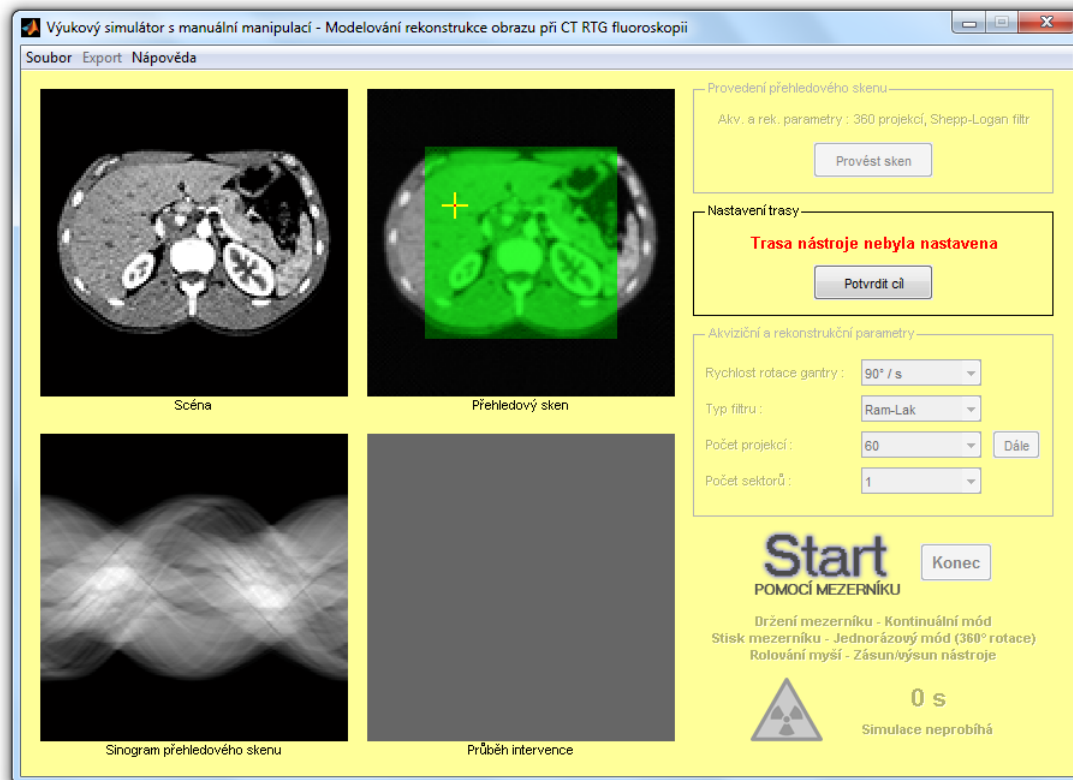 Výukový simulátor s manuální manipulací - Modelování rekonstrukce obrazu při CT RTG fluoroskopii
Soubor Export Nápověda
Scéna
Přehledový sken
Sinogram přehledového skenu
Průběh intervence
Provedení přehledového skenu
Akv. a rek. parametry : 360 projekcí, Shepp-Logan filtr
Provést sken
Nastavení trasy
Trasa nástroje nebyla nastavena
Potvrdit cíl
Akviziční a rekonstrukční parametry
Rychlost rotace gantry : 90° / s
Typ filtru : Ram-Lak
Počet projekcí : 60 Dále
Počet sektorů : 1
Start Konec
POMOCÍ MEZERNÍKU
Držení mezerníku - Kontinuální mód
Stisk mezerníku - Jednorázový mód (360° rotace)
Rolování myší - Zásun/výsun nástroje
0 s
Simulace neprobíhá